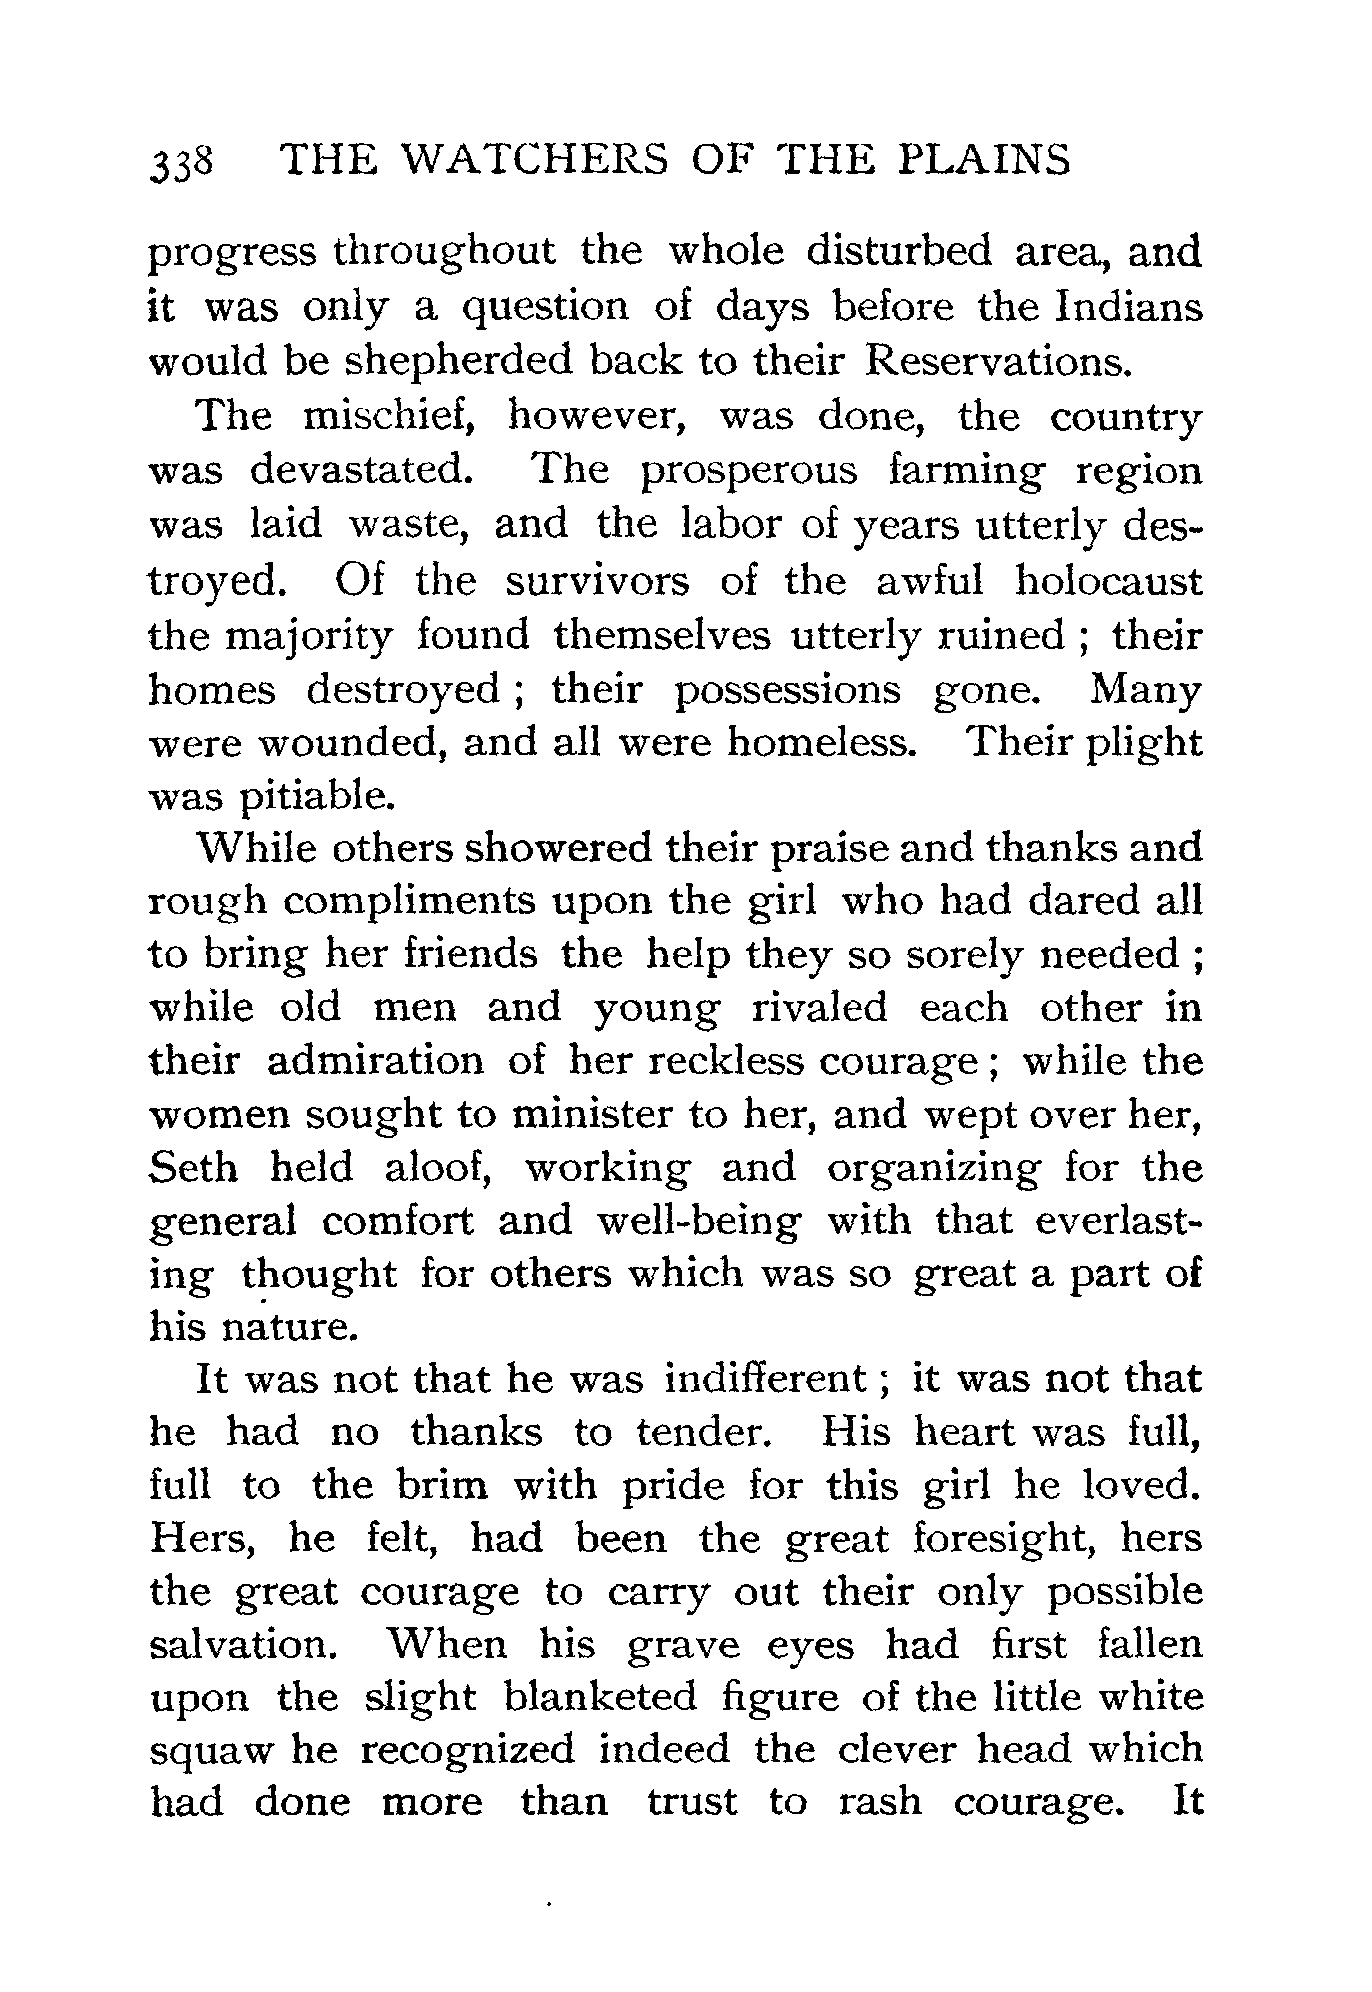 338 THE WATCHERS OF THE PLAINS
progress throughout the whole disturbed area, and
it was only a question of days before the Indians
would be shepherded back to their Reservations.
The mischief, however, was done, the country
was devastated. The prosperous farming region
was laid waste, and the labor of years utterly des-
troyed. Of the survivors of the awful holocaust
the majority found themselves utterly ruined ; their
homes destroyed ; their possessions gone. Many
were wounded, and all were homeless. Their plight
was pitiable.
While others showered their praise and thanks and
rough compliments upon the girl who had dared all
to bring her friends the help they so sorely needed ;
while old men and young rivaled each other in
their admiration of her reckless courage ; while the
women sought to minister to her, and wept over her,
Seth held aloof, working and organizing for the
general comfort and well-being with that everlast-
ing thought for others which was so great a part of
his nature.
It was not that he was indifferent ; it was not that
he had no thanks to tender. His heart was full,
full to the brim with pride for this girl he loved.
Hers, he felt, had been the great foresight, hers
the great courage to carry out their only possible
salvation. When his grave eyes had first fallen
upon the slight blanketed figure of the little white
squaw he recognized indeed the clever head which
had done more than trust to rash courage. It